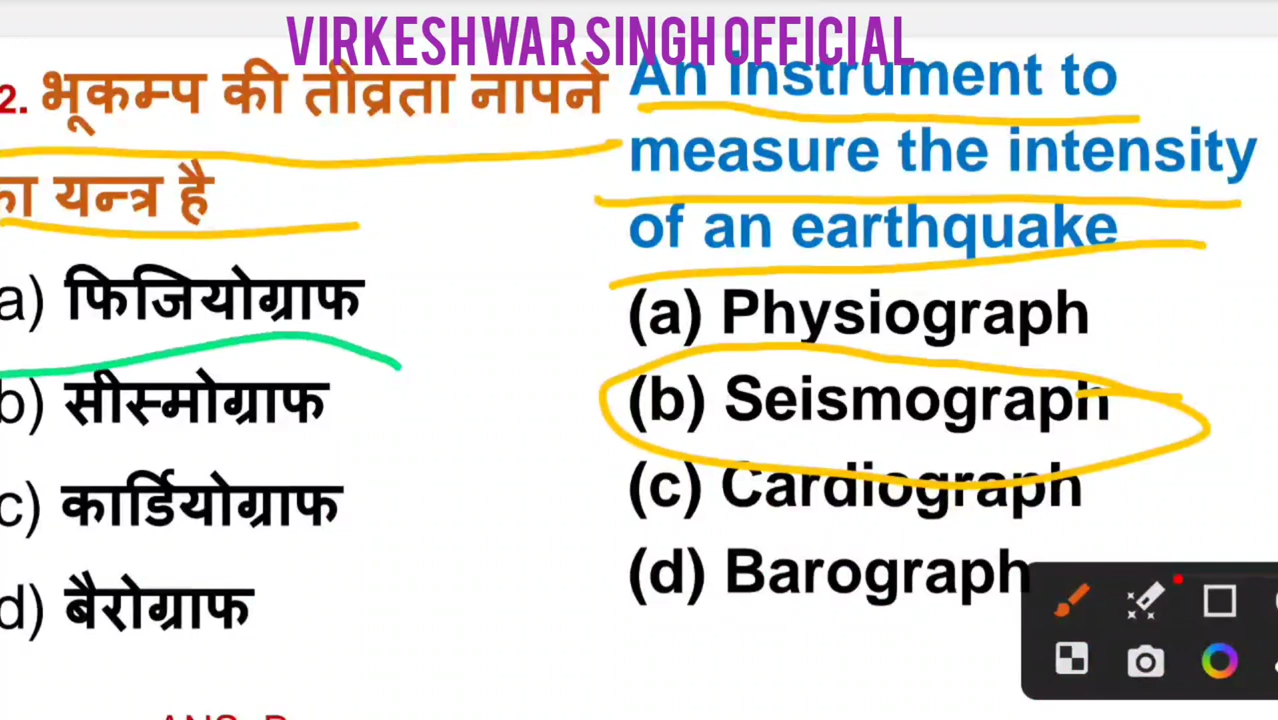 VIRKESHWAR SINGH OFFICIAL
2. भूकम्प की तीव्रता नापने
का यन्त्र है
a) फिजियोग्राफ
b) सीस्मोग्राफ
c) कार्डियोग्राफ
d) बैरोग्राफ
An instrument to
measure the intensity
of an earthquake
(a) Physiograph
(b) Seismograph
(c) Cardiograph
(d) Barograph